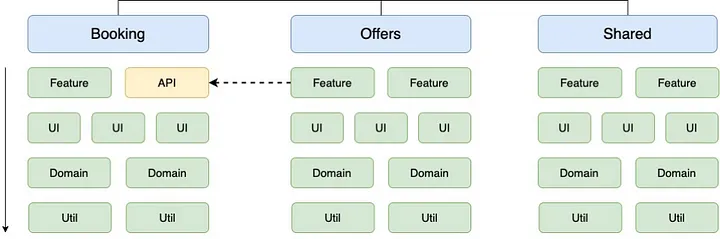 Booking Offers Shared
Feature API Feature Feature Feature Feature
UI UI UI UI UI UI UI UI UI
Domain Domain Domain Domain Domain Domain
Util Util Util Util Util Util